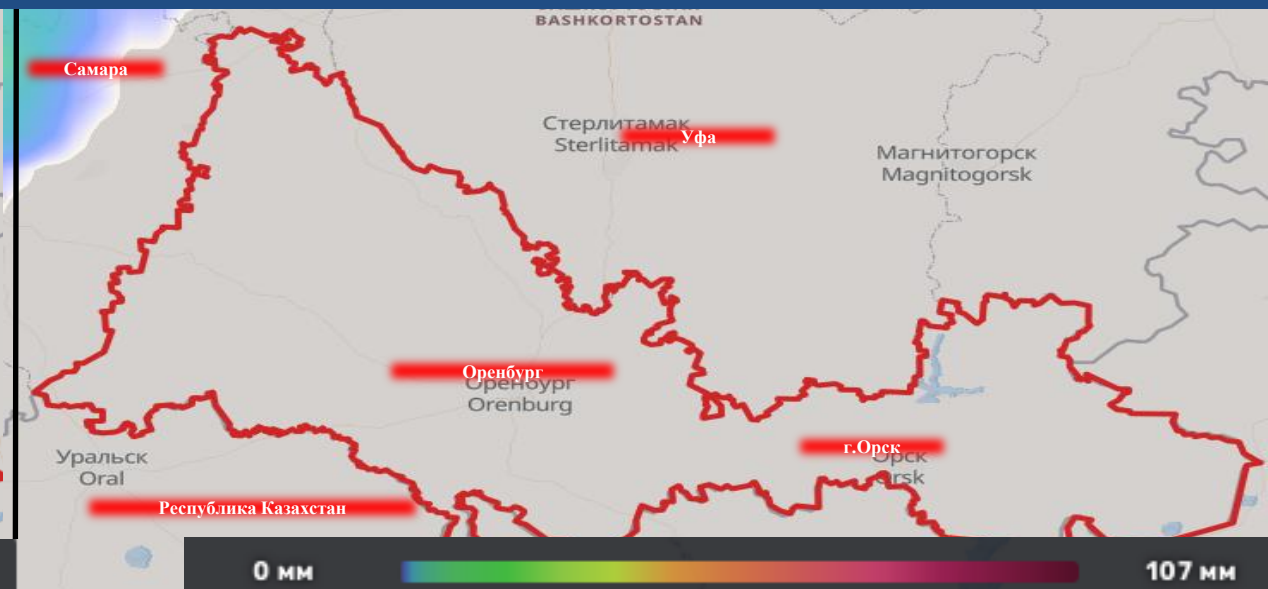 BASHKORTOSTAN
Самара
Стерлитамак
Sterlitamak
Уфа
Магнитогорск
Magnitogorsk
Оренбург
Оренбург
Orenburg
г.Орск
Орск
Orsk
Уральск
Oral
Республика Казахстан
0 мм
107 мм